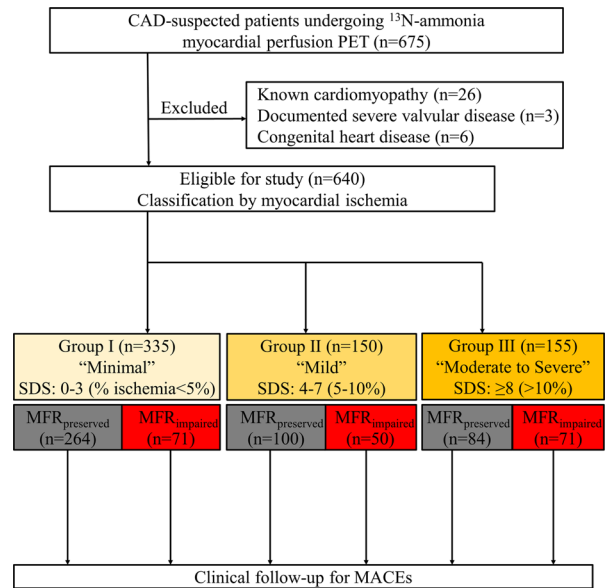 CAD-suspected patients undergoing ¹³N-ammonia
myocardial perfusion PET (n=675)
Excluded
Known cardiomyopathy (n=26)
Documented severe valvular disease (n=3)
Congenital heart disease (n=6)
Eligible for study (n=640)
Classification by myocardial ischemia
Group I (n=335)
“Minimal”
SDS: 0-3 (% ischemia<5%)
Group II (n=150)
“Mild”
SDS: 4-7 (5-10%)
Group III (n=155)
“Moderate to Severe”
SDS: ≥8 (>10%)
MFRpreserved
(n=264)
MFRimpaired
(n=71)
MFRpreserved
(n=100)
MFRimpaired
(n=50)
MFRpreserved
(n=84)
MFRimpaired
(n=71)
Clinical follow-up for MACEs